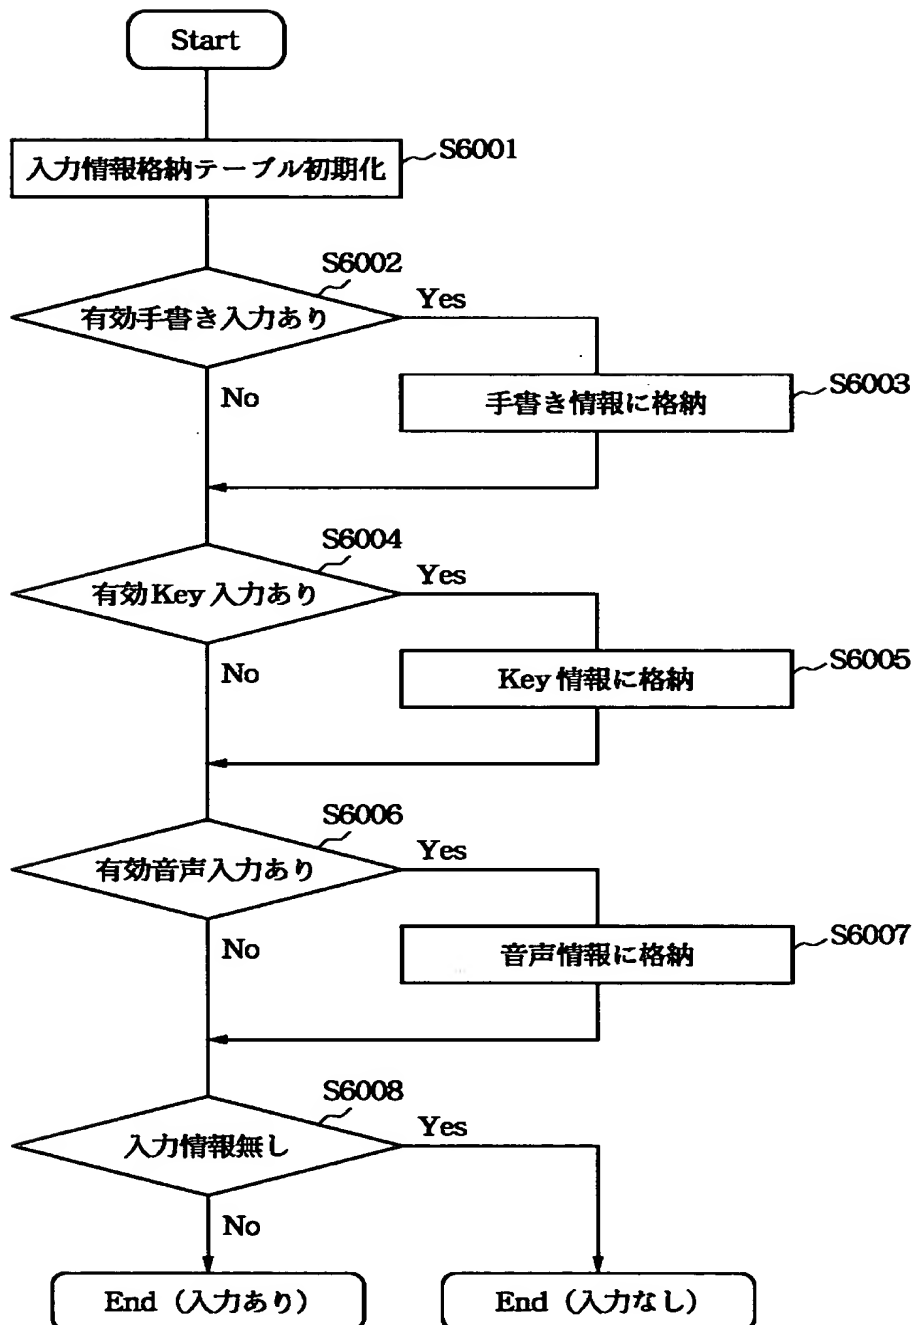 Start
入力情報格納テーブル初期化
S6001
S6002
有効手書き入力あり
Yes
No
手書き情報に格納
S6003
S6004
有効Key入力あり
Yes
No
Key情報に格納
S6005
S6006
有効音声入力あり
Yes
No
音声情報に格納
S6007
S6008
入力情報無し
Yes
No
End（入力あり）
End（入力なし）